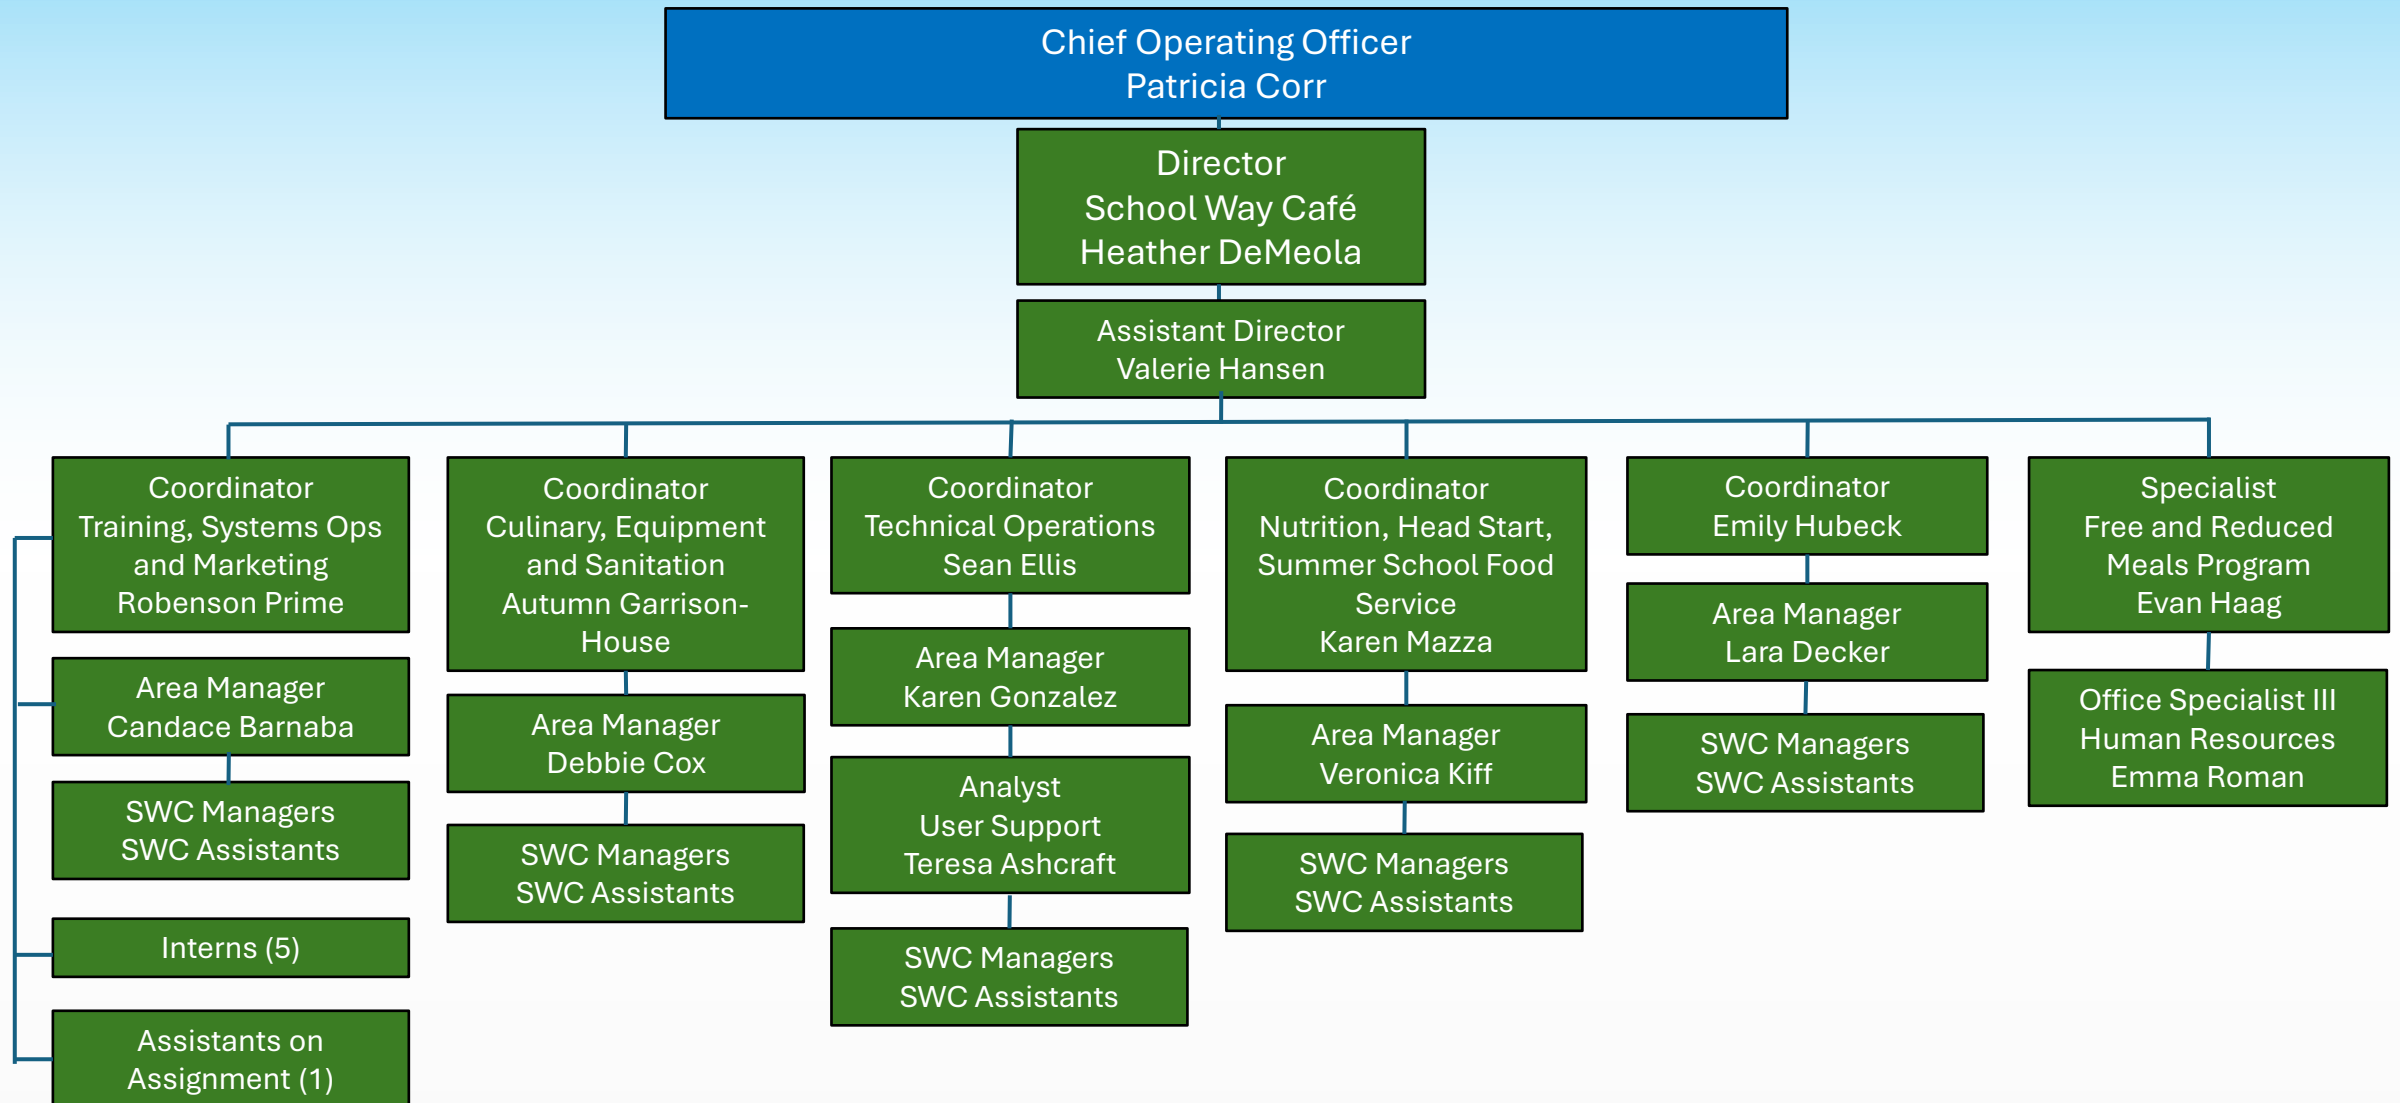 Chief Operating Officer
Patricia Corr
Director
School Way Café
Heather DeMeola
Assistant Director
Valerie Hansen
Coordinator
Training, Systems Ops
and Marketing
Robenson Prime
Area Manager
Candace Barnaba
SWC Managers
SWC Assistants
Interns (5)
Assistants on
Assignment (1)
Coordinator
Culinary, Equipment
and Sanitation
Autumn Garrison-
House
Area Manager
Debbie Cox
SWC Managers
SWC Assistants
Coordinator
Technical Operations
Sean Ellis
Area Manager
Karen Gonzalez
Analyst
User Support
Teresa Ashcraft
SWC Managers
SWC Assistants
Coordinator
Nutrition, Head Start,
Summer School Food
Service
Karen Mazza
Area Manager
Veronica Kiff
SWC Managers
SWC Assistants
Coordinator
Emily Hubeck
Area Manager
Lara Decker
SWC Managers
SWC Assistants
Specialist
Free and Reduced
Meals Program
Evan Haag
Office Specialist III
Human Resources
Emma Roman